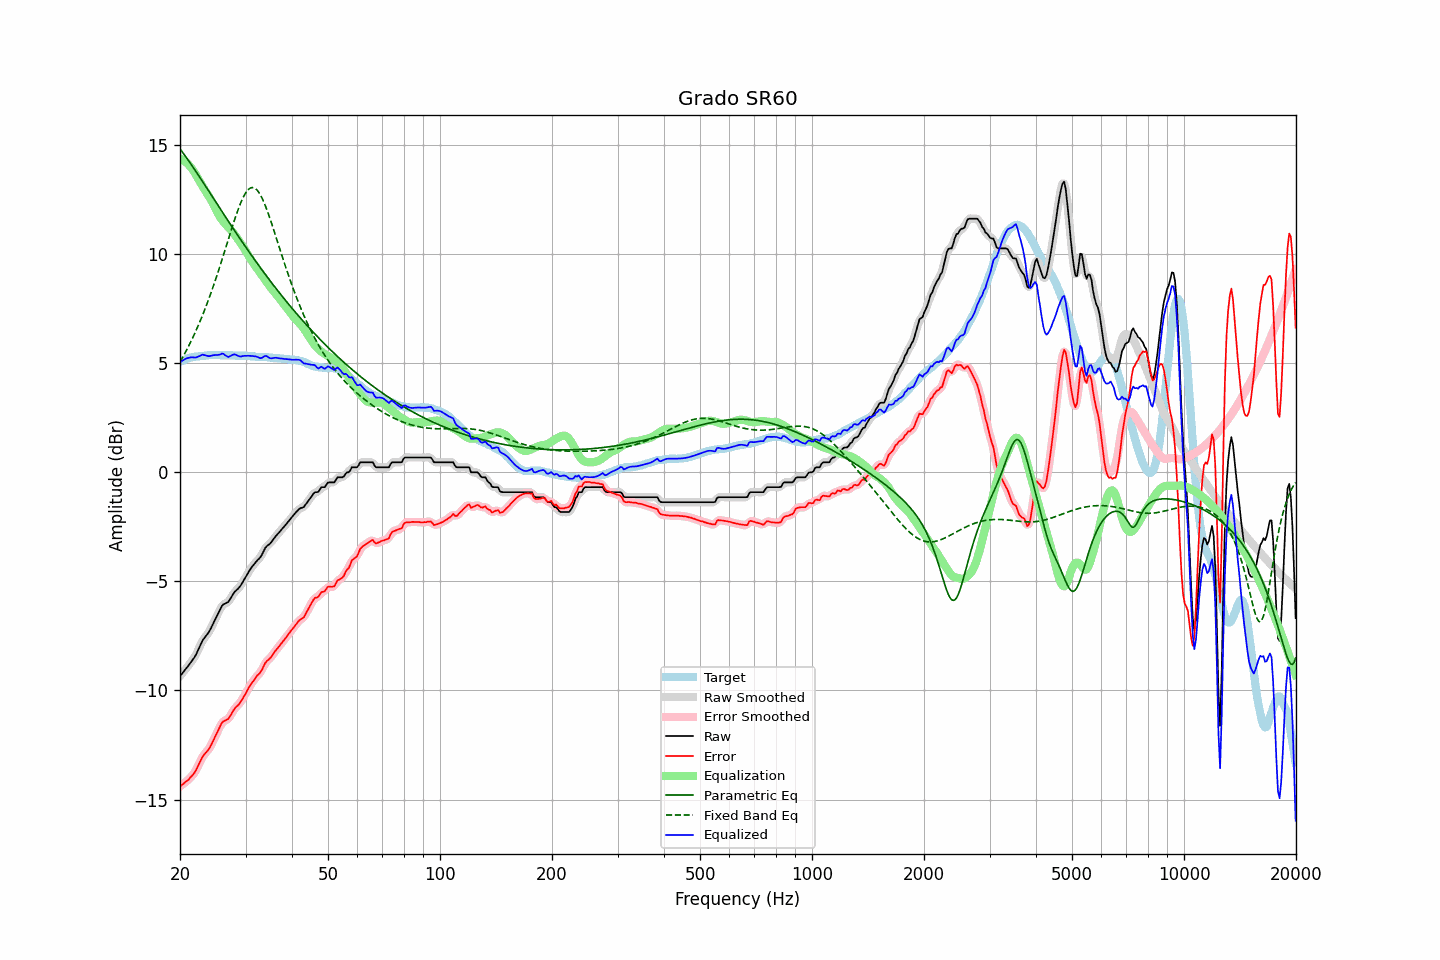 Grado SR60
Amplitude (dBr)
15
10
5
0
−5
−10
−15
Target
Raw Smoothed
Error Smoothed
Raw
Error
Equalization
Parametric Eq
Fixed Band Eq
Equalized
20 50 100 200 500 1000 2000 5000 10000 20000
Frequency (Hz)